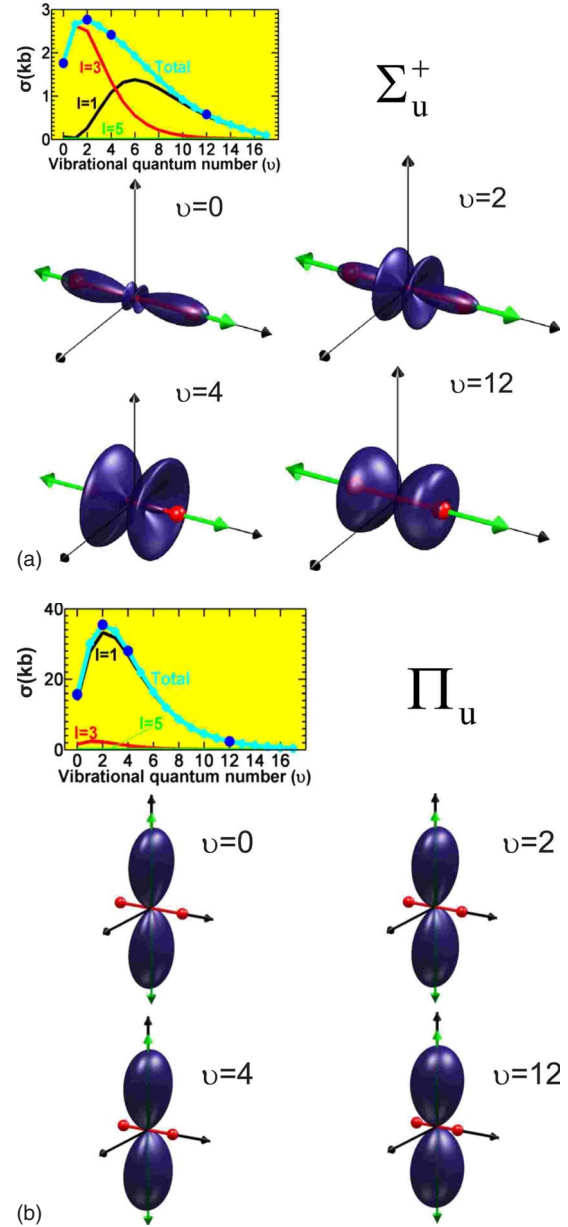 3
2
1
0
σ(kb)
l=3
Total
l=1
l=5
0 2 4 6 8 10 12 14 16
Vibrational quantum number (υ)
Σu+
υ=0
υ=2
υ=4
υ=12
(a)
40
20
0
σ(kb)
l=1
Total
l=3
l=5
0 2 4 6 8 10 12 14 16
Vibrational quantum number (υ)
Πu
υ=0
υ=2
υ=4
υ=12
(b)